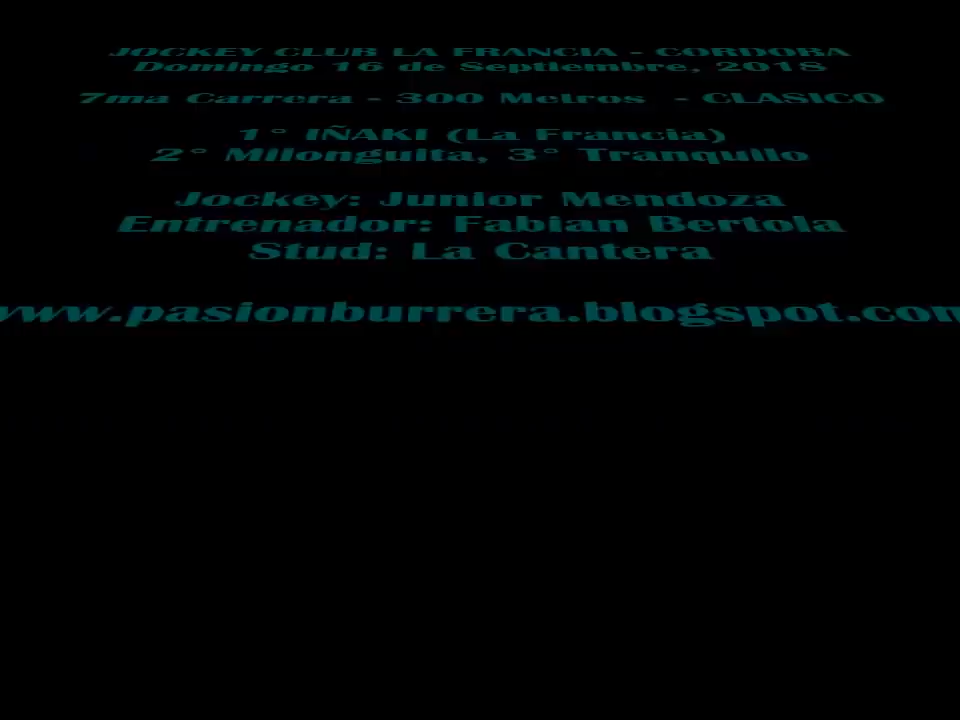 JOCKEY CLUB LA FRANCIA - CORDOBA
Domingo 16 de Septiembre, 2018
7ma Carrera - 300 Metros - CLASICO
1° IÑAKI (La Francia)
2° Milonguita, 3° Tranquilo
Jockey: Junior Mendoza
Entrenador: Fabian Bertola
Stud: La Cantera
www.pasionburrera.blogspot.com